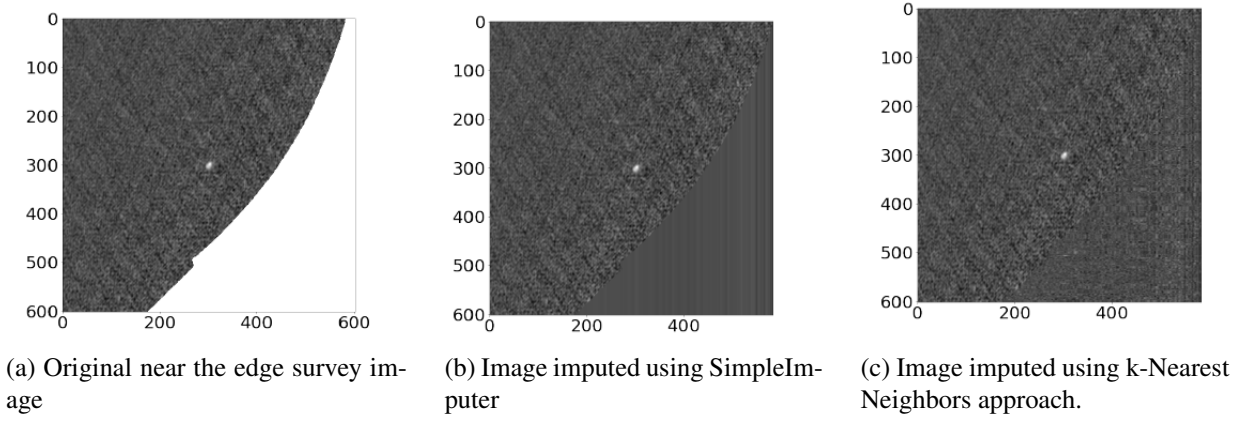 0
100
200
300
400
500
600
0 200 400 600
0
100
200
300
400
500
600
0 200 400
0
100
200
300
400
500
600
0 200 400
(a) Original near the edge survey im-
age
(b) Image imputed using SimpleIm-
puter
(c) Image imputed using k-Nearest
Neighbors approach.